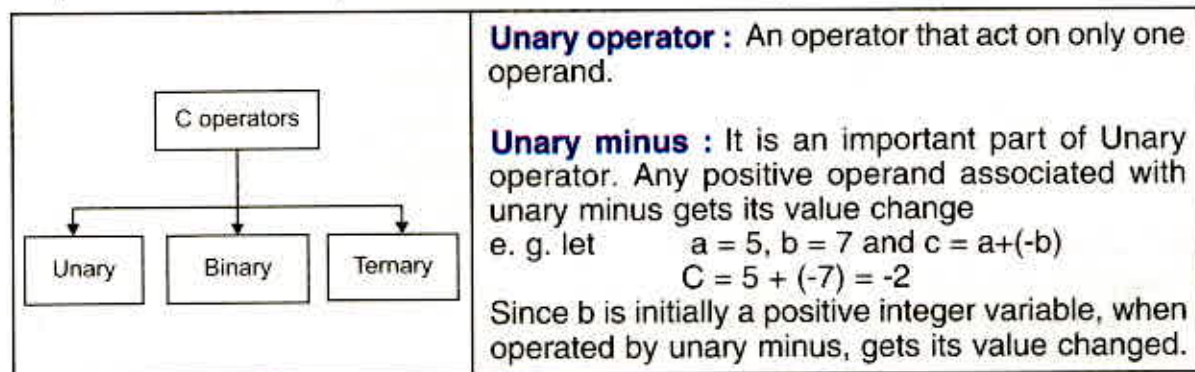 C operators
Unary
Binary
Ternary
Unary operator : An operator that act on only one
operand.
Unary minus : It is an important part of Unary
operator. Any positive operand associated with
unary minus gets its value change
e. g. let a = 5, b = 7 and c = a+(-b)
C = 5 + (-7) = -2
Since b is initially a positive integer variable, when
operated by unary minus, gets its value changed.